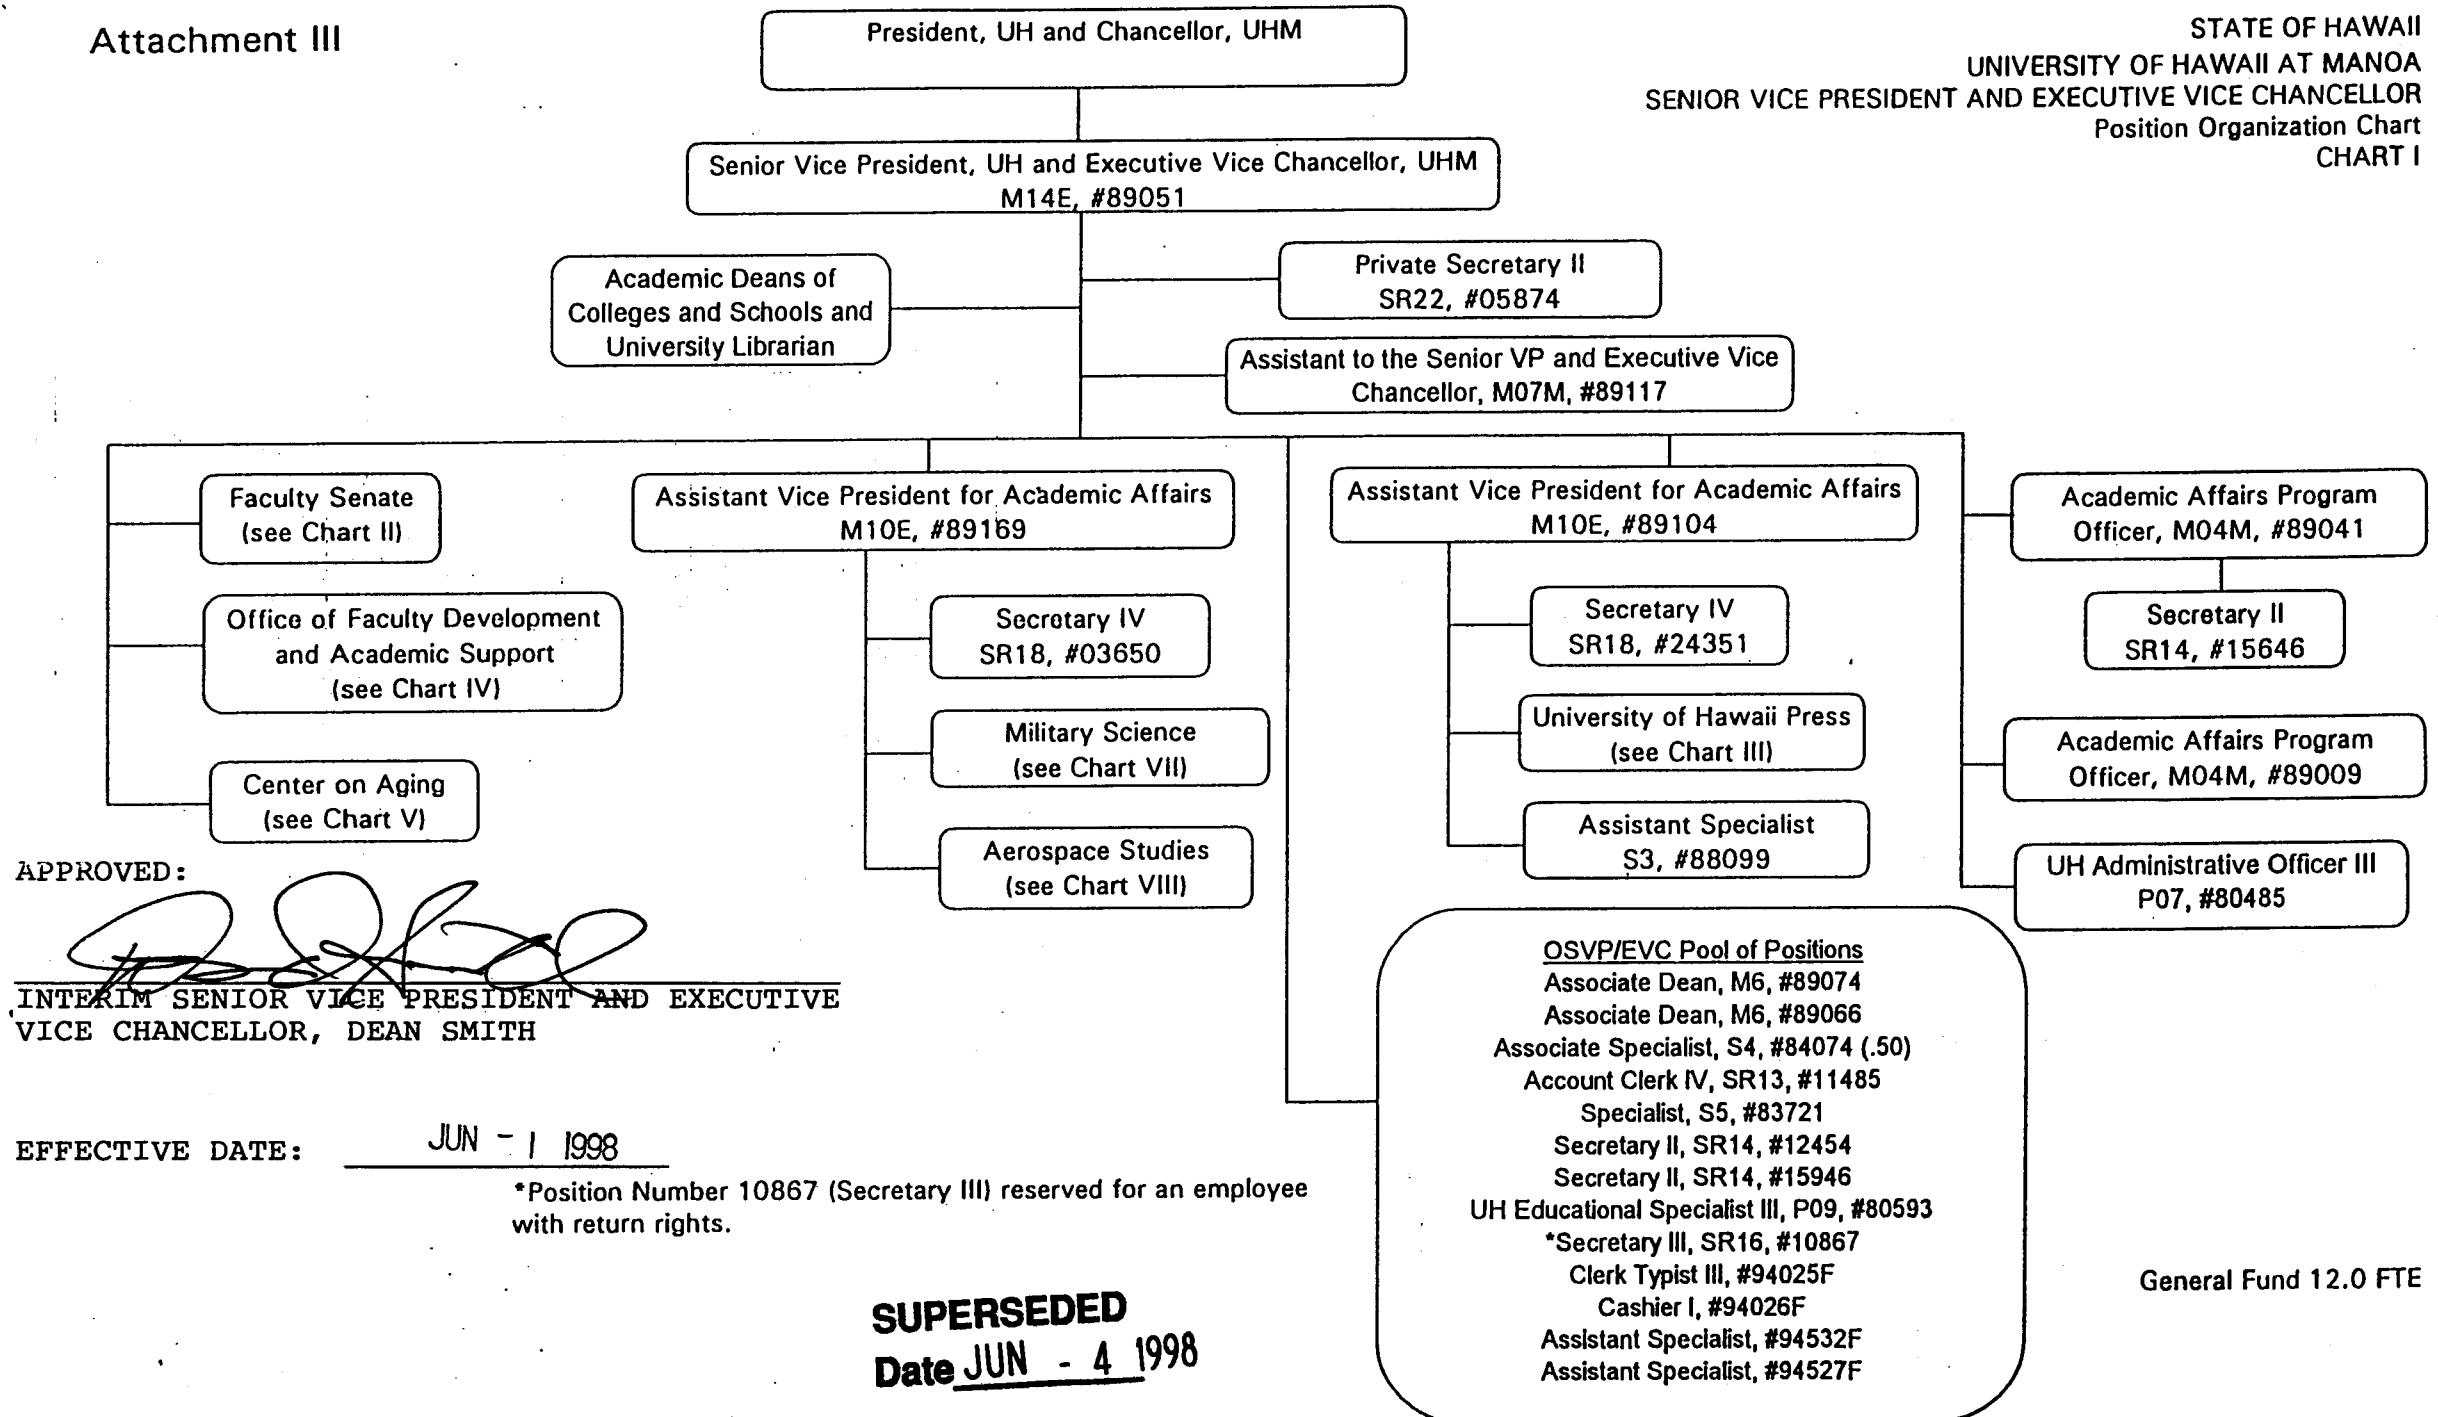 Attachment III
STATE OF HAWAII
UNIVERSITY OF HAWAII AT MANOA
SENIOR VICE PRESIDENT AND EXECUTIVE VICE CHANCELLOR
Position Organization Chart
CHART I
President, UH and Chancellor, UHM
Senior Vice President, UH and Executive Vice Chancellor, UHM
M14E, #89051
Academic Deans of
Colleges and Schools and
University Librarian
Private Secretary II
SR22, #05874
Assistant to the Senior VP and Executive Vice
Chancellor, M07M, #89117
Faculty Senate
(see Chart II)
Office of Faculty Development
and Academic Support
(see Chart IV)
Center on Aging
(see Chart V)
Assistant Vice President for Academic Affairs
M10E, #89169
Secretary IV
SR18, #03650
Military Science
(see Chart VII)
Aerospace Studies
(see Chart VIII)
Assistant Vice President for Academic Affairs
M10E, #89104
Secretary IV
SR18, #24351
University of Hawaii Press
(see Chart III)
Assistant Specialist
S3, #88099
Academic Affairs Program
Officer, M04M, #89041
Secretary II
SR14, #15646
Academic Affairs Program
Officer, M04M, #89009
UH Administrative Officer III
P07, #80485
OSVP/EVC Pool of Positions
Associate Dean, M6, #89074
Associate Dean, M6, #89066
Associate Specialist, S4, #84074 (.50)
Account Clerk IV, SR13, #11485
Specialist, S5, #83721
Secretary II, SR14, #12454
Secretary II, SR14, #15946
UH Educational Specialist III, P09, #80593
*Secretary III, SR16, #10867
Clerk Typist III, #94025F
Cashier I, #94026F
Assistant Specialist, #94532F
Assistant Specialist, #94527F
APPROVED:
INTERIM SENIOR VICE PRESIDENT AND EXECUTIVE
VICE CHANCELLOR, DEAN SMITH
EFFECTIVE DATE: JUN - 1 1998
*Position Number 10867 (Secretary III) reserved for an employee
with return rights.
General Fund 12.0 FTE
SUPERSEDED
Date JUN - 4 1998